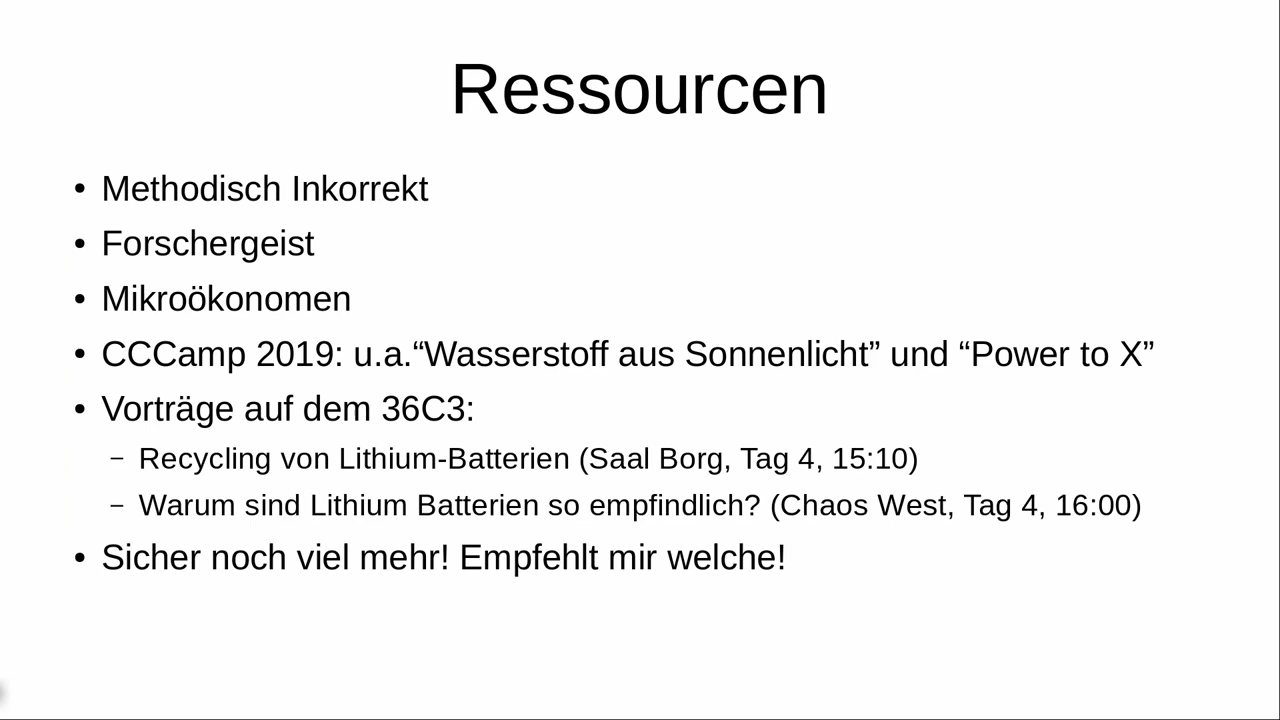 Ressourcen
• Methodisch Inkorrekt
• Forschergeist
• Mikroökonomen
• CCCamp 2019: u.a.“Wasserstoff aus Sonnenlicht” und “Power to X”
• Vorträge auf dem 36C3:
– Recycling von Lithium-Batterien (Saal Borg, Tag 4, 15:10)
– Warum sind Lithium Batterien so empfindlich? (Chaos West, Tag 4, 16:00)
• Sicher noch viel mehr! Empfehlt mir welche!